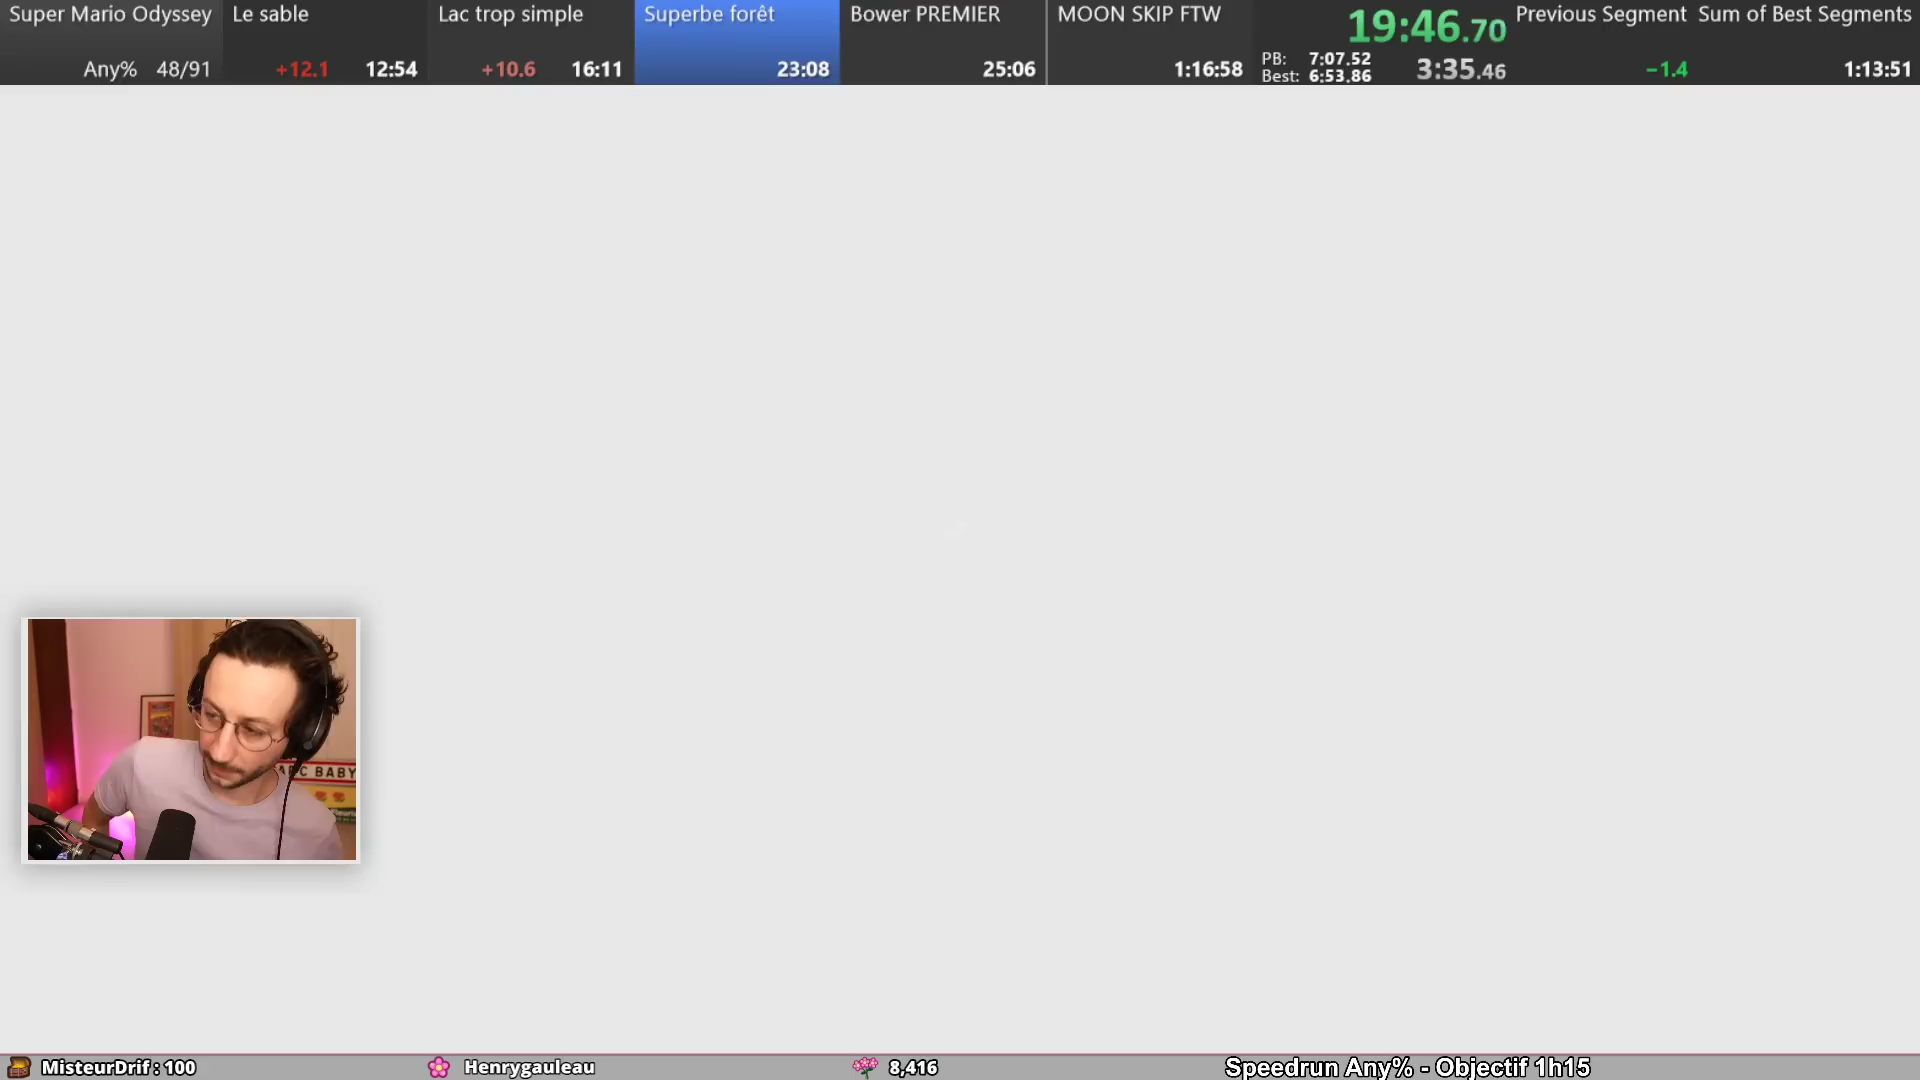 Super Mario Odyssey
Any% 48/91
Le sable
+12.1 12:54
Lac trop simple
+10.6 16:11
Superbe forêt
23:08
Bower PREMIER
25:06
MOON SKIP FTW
1:16:58
19:46.70
PB: 7:07.52
Best: 6:53.86
3:35.46
Previous Segment
−1.4
Sum of Best Segments
1:13:51
BABY
MisteurDrif : 100
Henrygauleau
8,416
Speedrun Any% - Objectif 1h15